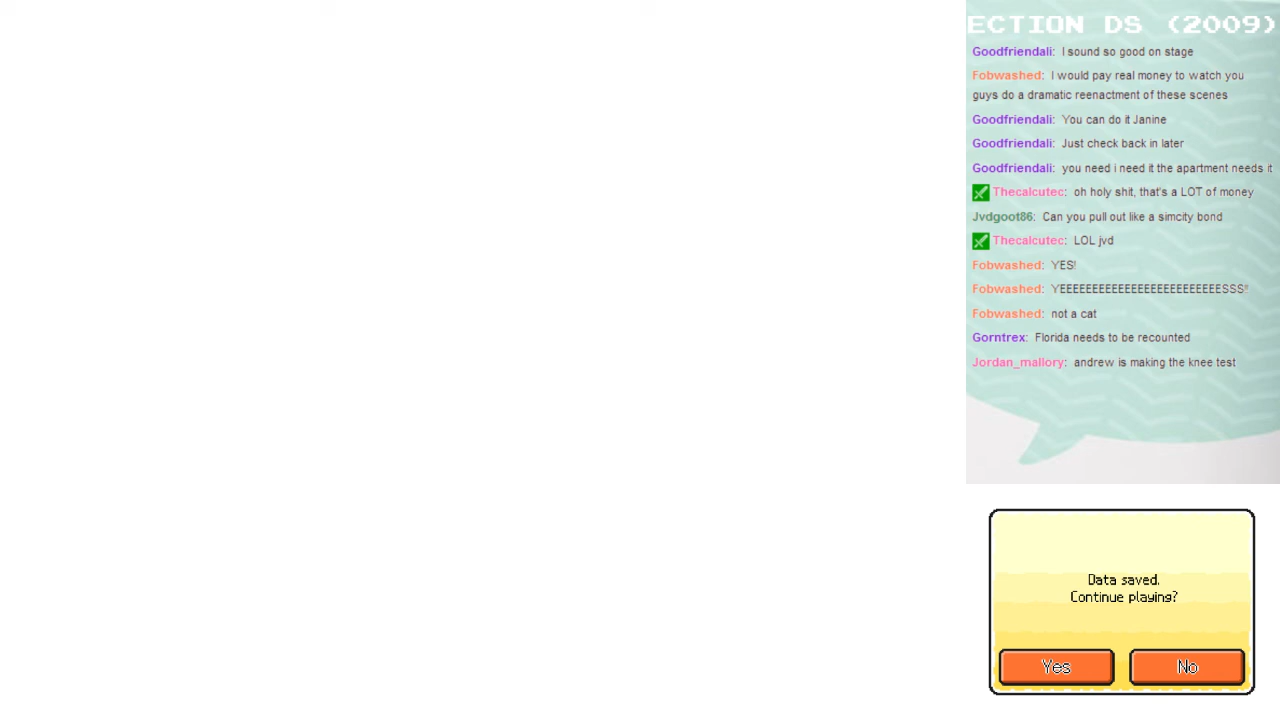 ECTION DS (2009)
Goodfriendali: I sound so good on stage
Fobwashed: I would pay real money to watch you
guys do a dramatic reenactment of these scenes
Goodfriendali: You can do it Janine
Goodfriendali: Just check back in later
Goodfriendali: you need i need it the apartment needs it
Thecalcutec: oh holy shit, that's a LOT of money
Jvdgoot86: Can you pull out like a simcity bond
Thecalcutec: LOL jvd
Fobwashed: YES!
Fobwashed: YEEEEEEEEEEEEEEEEEEEEEEEEESSS!!
Fobwashed: not a cat
Gorntrex: Florida needs to be recounted
Jordan_mallory: andrew is making the knee test
Data saved.
Continue playing?
Yes No